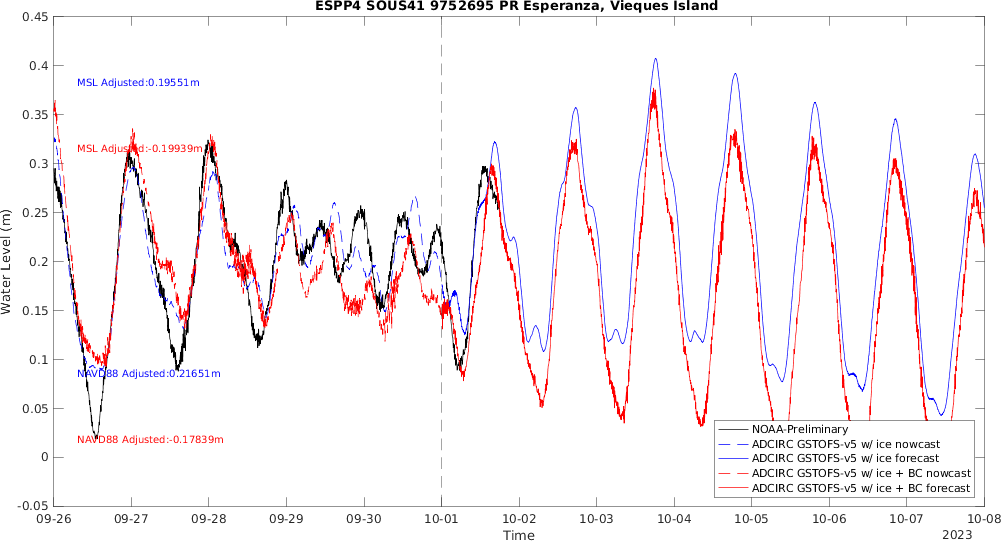 ESPP4 SOUS41 9752695 PR Esperanza, Vieques Island
0.45
0.4
0.35
0.3
0.25
0.2
0.15
0.1
0.05
0
-0.05
Water Level (m)
MSL Adjusted:0.19551m
MSL Adjusted:-0.19939m
NAVD88 Adjusted:0.21651m
NAVD88 Adjusted:-0.17839m
NOAA-Preliminary
ADCIRC GSTOFS-v5 w/ ice nowcast
ADCIRC GSTOFS-v5 w/ ice forecast
ADCIRC GSTOFS-v5 w/ ice + BC nowcast
ADCIRC GSTOFS-v5 w/ ice + BC forecast
09-26 09-27 09-28 09-29 09-30 10-01 10-02 10-03 10-04 10-05 10-06 10-07 10-08
Time
2023